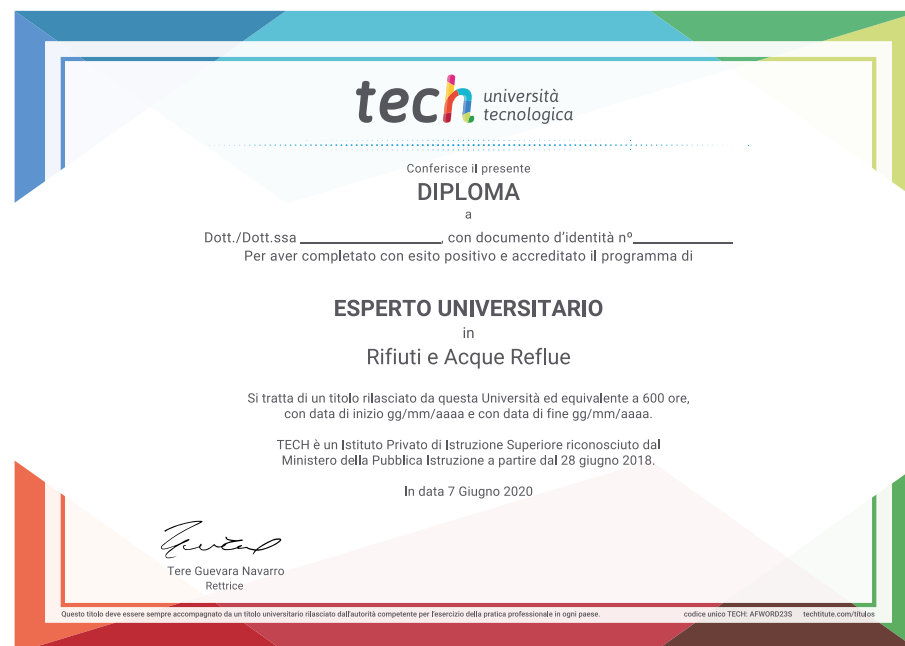 tech università
tecnologica
Conferisce il presente
DIPLOMA
a
Dott./Dott.ssa ____________________, con documento d'identità nº______________
Per aver completato con esito positivo e accreditato il programma di
ESPERTO UNIVERSITARIO
in
Rifiuti e Acque Reflue
Si tratta di un titolo rilasciato da questa Università ed equivalente a 600 ore,
con data di inizio gg/mm/aaaa e con data di fine gg/mm/aaaa.
TECH è un Istituto Privato di Istruzione Superiore riconosciuto dal
Ministero della Pubblica Istruzione a partire dal 28 giugno 2018.
In data 7 Giugno 2020
Tere Guevara Navarro
Rettrice
Questo titolo deve essere sempre accompagnato da un titolo universitario rilasciato dall'autorità competente per l'esercizio della pratica professionale in ogni paese. codice unico TECH: AFWORD23S techtitute.com/títulos